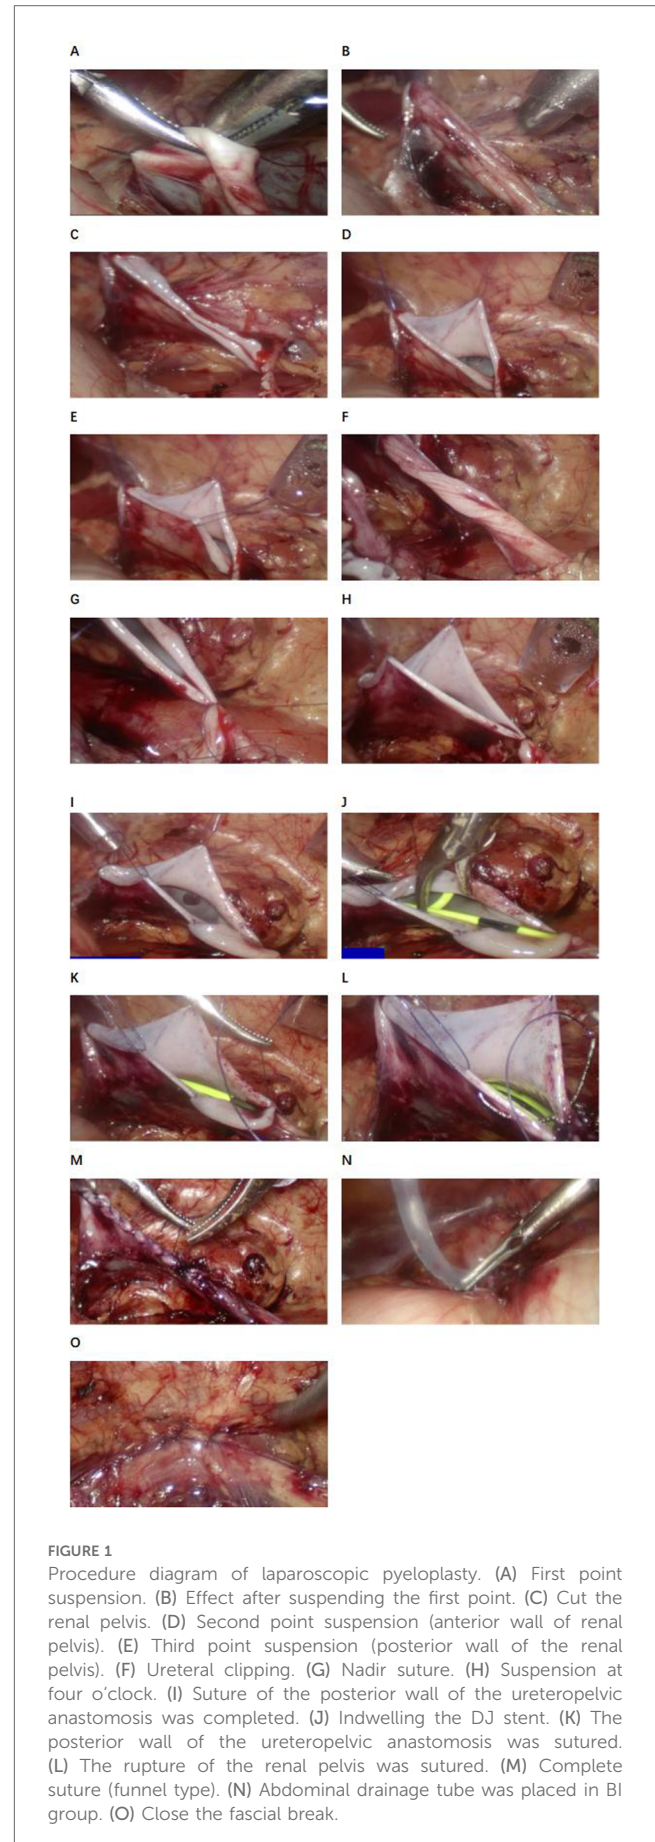 A
B
C
D
E
F
G
H
I
J
K
L
M
N
O
FIGURE 1
Procedure diagram of laparoscopic pyeloplasty. (A) First point
suspension. (B) Effect after suspending the first point. (C) Cut the
renal pelvis. (D) Second point suspension (anterior wall of renal
pelvis). (E) Third point suspension (posterior wall of the renal
pelvis). (F) Ureteral clipping. (G) Nadir suture. (H) Suspension at
four o'clock. (I) Suture of the posterior wall of the ureteropelvic
anastomosis was completed. (J) Indwelling the DJ stent. (K) The
posterior wall of the ureteropelvic anastomosis was sutured.
(L) The rupture of the renal pelvis was sutured. (M) Complete
suture (funnel type). (N) Abdominal drainage tube was placed in BI
group. (O) Close the fascial break.